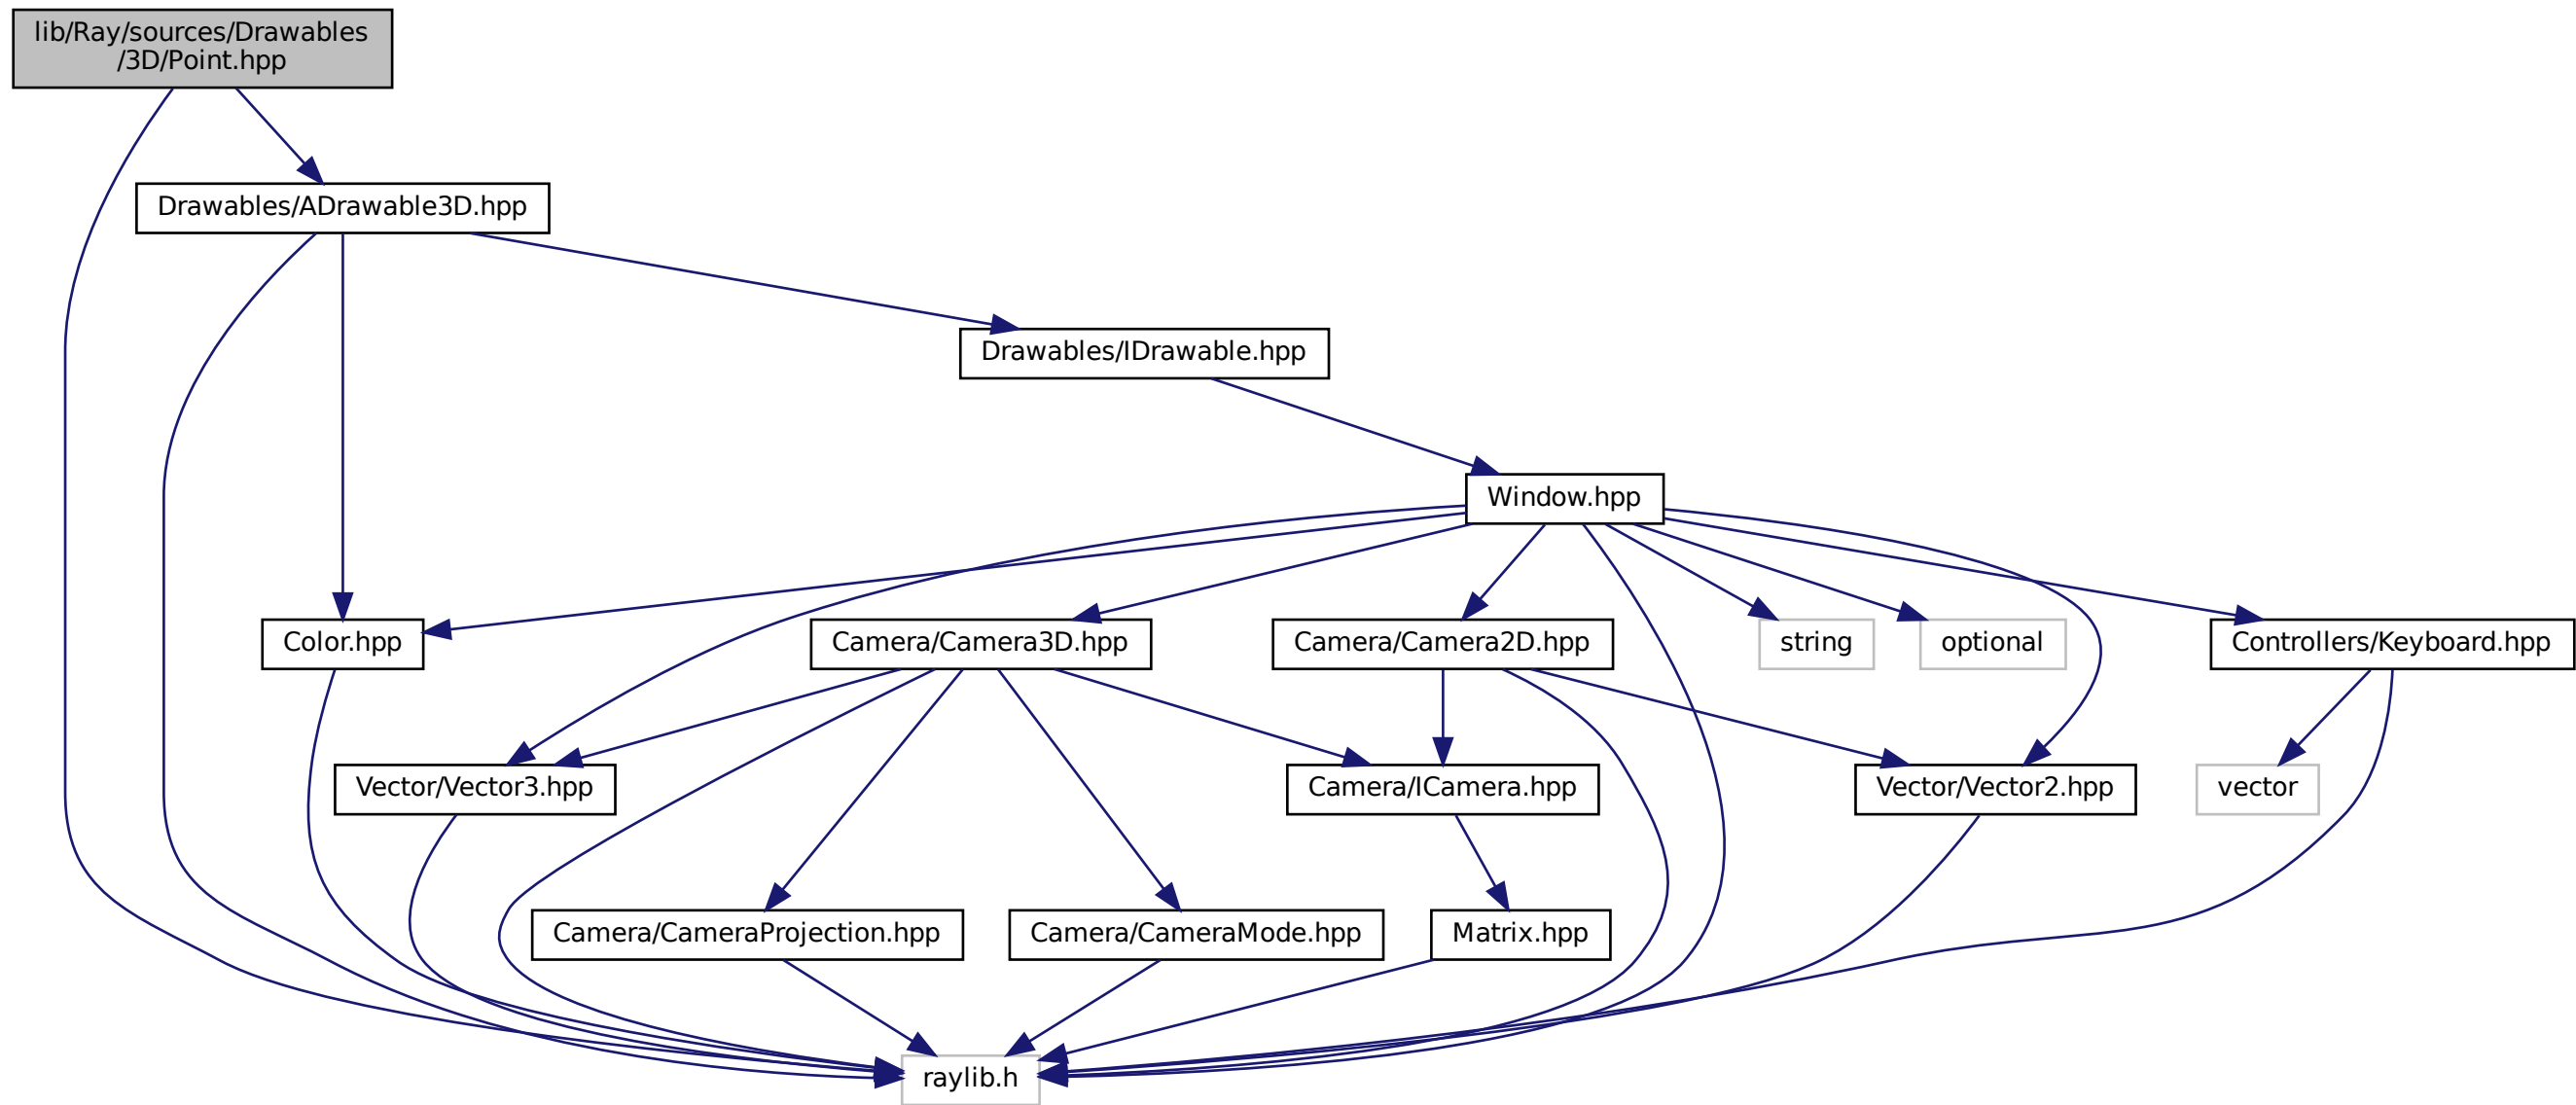 lib/Ray/sources/Drawables
/3D/Point.hpp
Drawables/ADrawable3D.hpp
Drawables/IDrawable.hpp
Window.hpp
Color.hpp
Camera/Camera3D.hpp
Camera/Camera2D.hpp
string
optional
Controllers/Keyboard.hpp
Vector/Vector3.hpp
Camera/ICamera.hpp
Vector/Vector2.hpp
vector
Camera/CameraProjection.hpp
Camera/CameraMode.hpp
Matrix.hpp
raylib.h